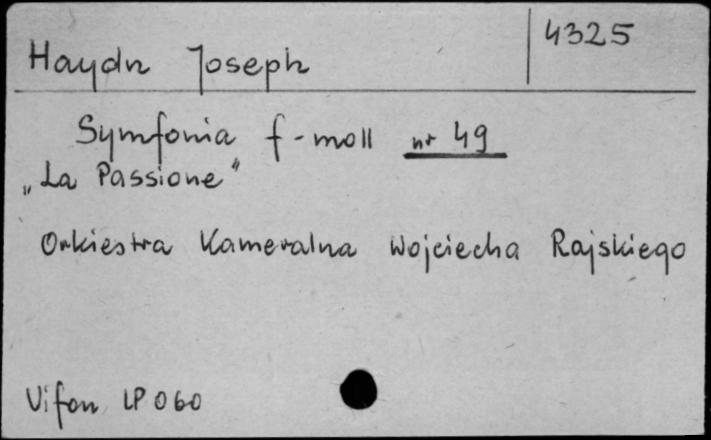 4325
Haydn Joseph
Symfonia f-moll nr 49
„La Passione"
Orkiestra Kameralna Wojciecha Rajskiego
Vifon LP 060